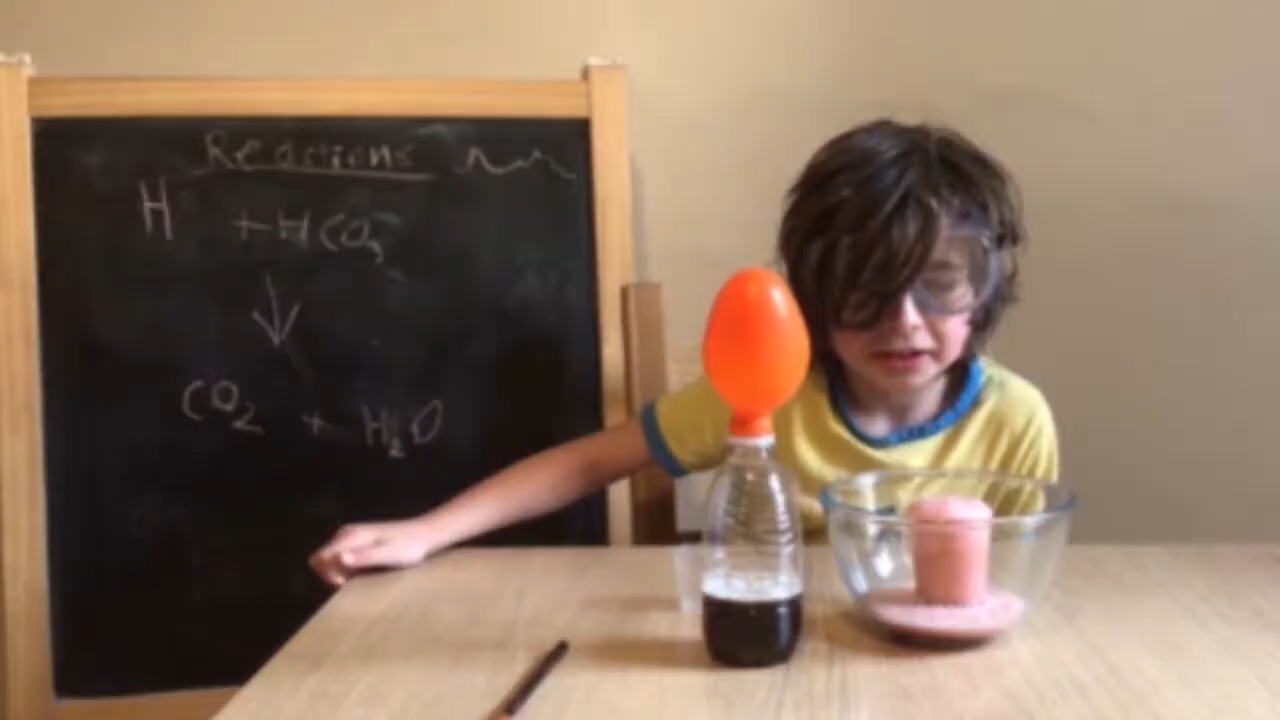 Reactions
H + HCO₃⁻
↓
CO₂ + H₂O